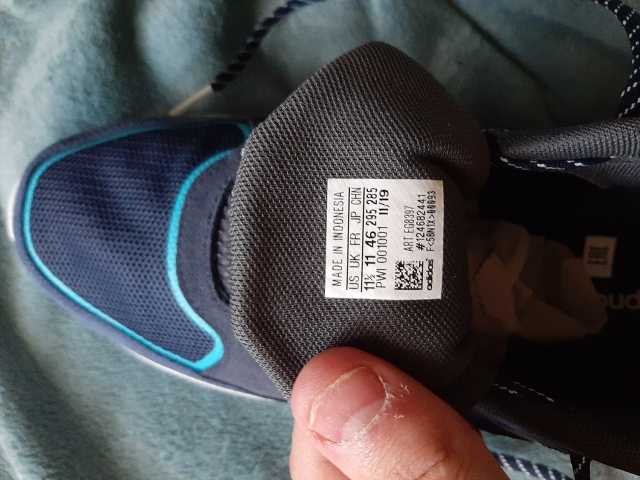 MADE IN INDONESIA
US UK FR JP CHN
11½ 11 46 295 285
PWI 001001 11/19
ART EG8397
#124682441
adidas